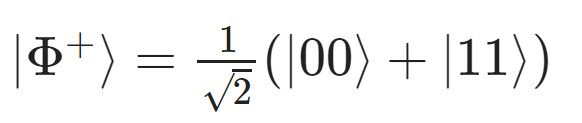 |Φ⁺⟩ = 1/√2 (|00⟩ + |11⟩)